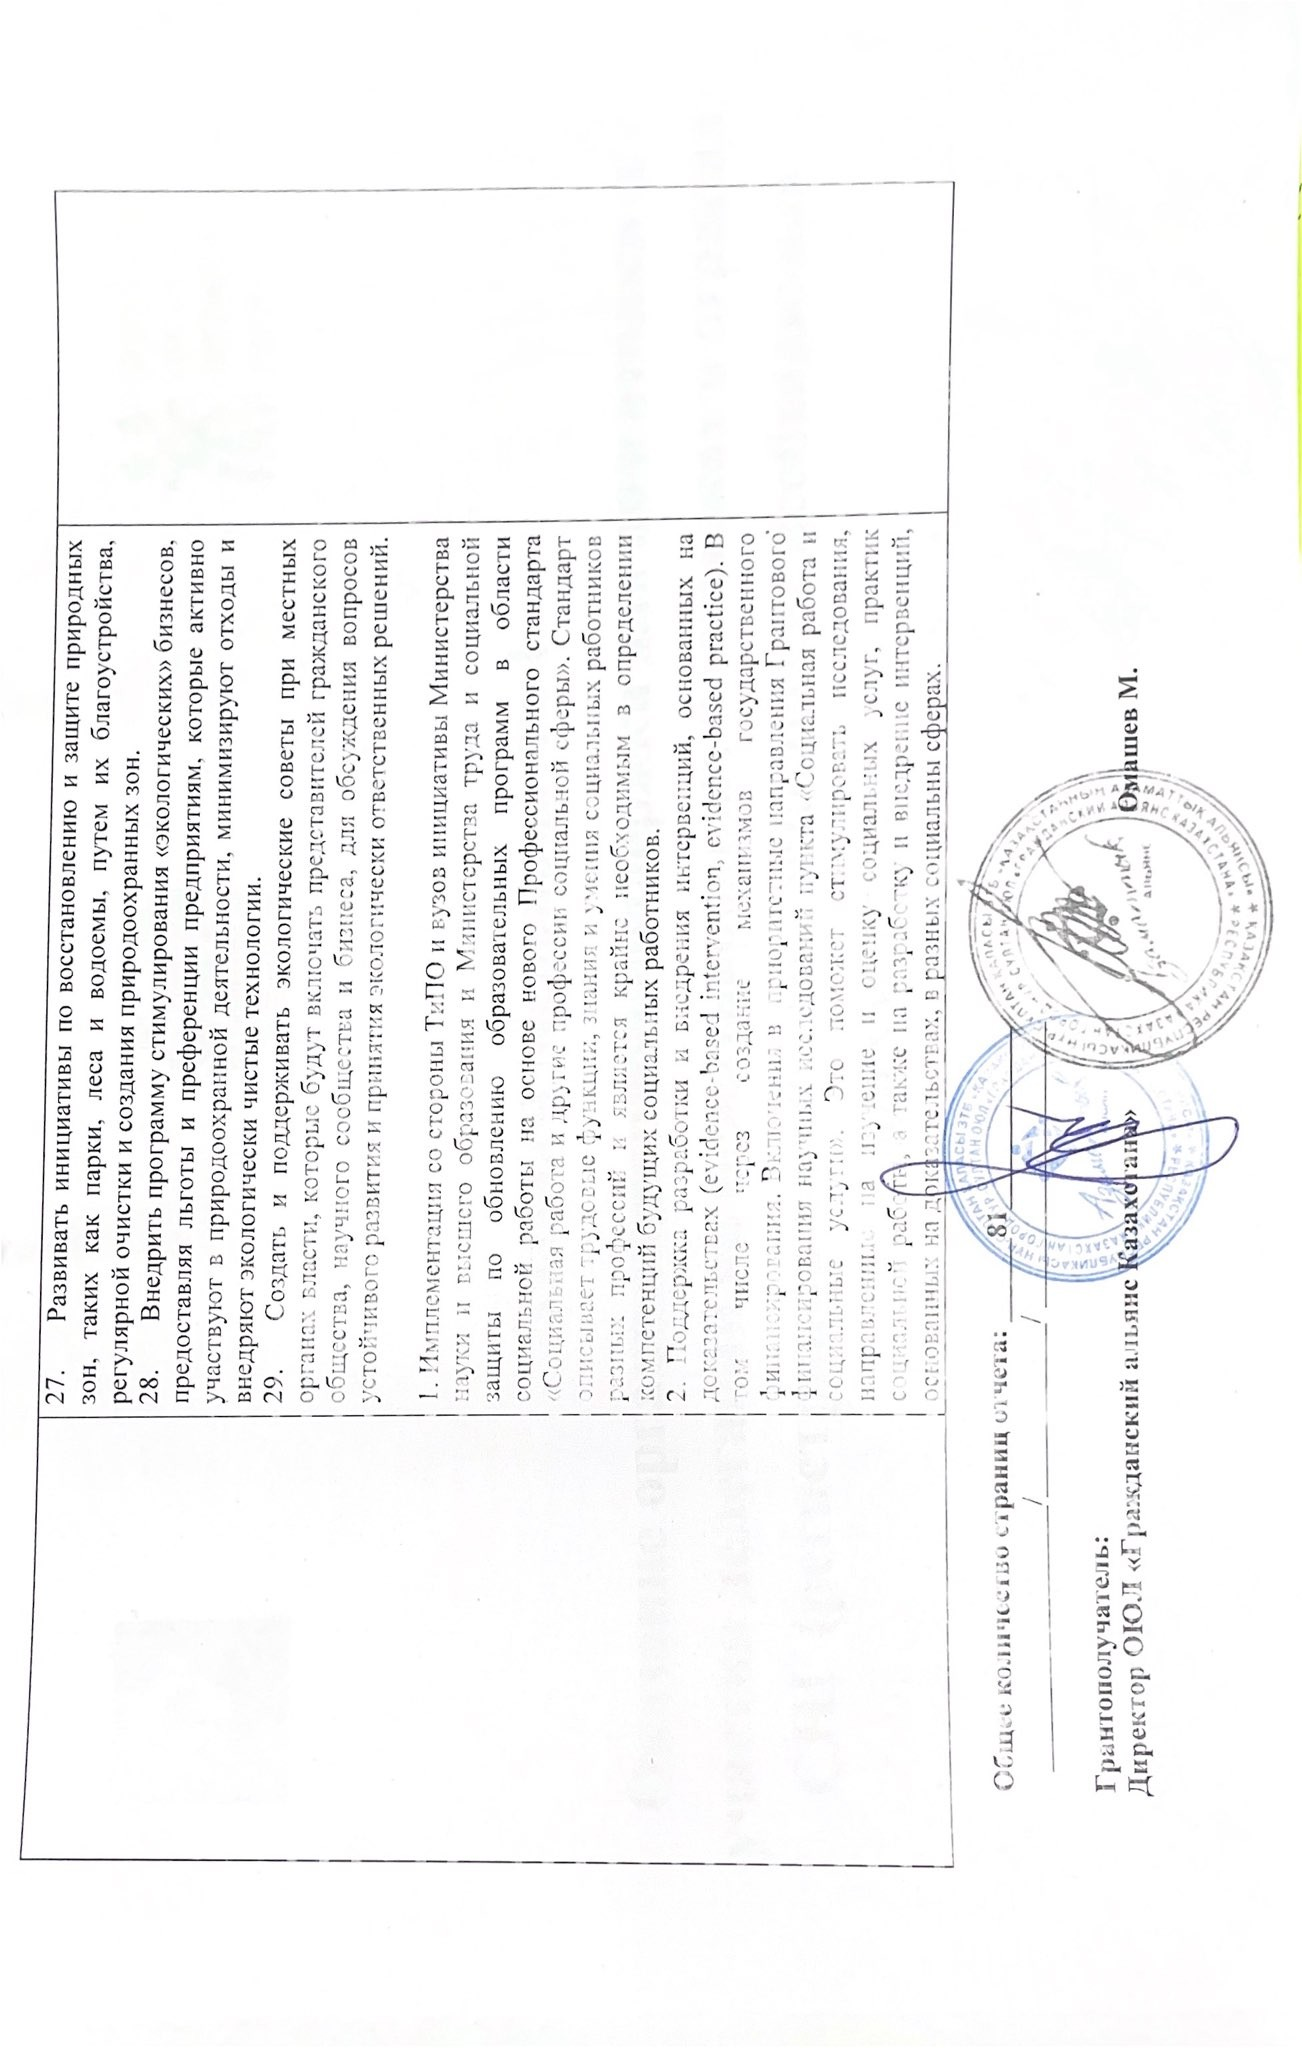 27. Развивать инициативы по восстановлению и защите природных
зон, таких как парки, леса и водоемы, путем их благоустройства,
регулярной очистки и создания природоохранных зон.
28. Внедрить программу стимулирования «экологических» бизнесов,
предоставляя льготы и преференции предприятиям, которые активно
участвуют в природоохранной деятельности, минимизируют отходы и
внедряют экологически чистые технологии.
29. Создать и поддерживать экологические советы при местных
органах власти, которые будут включать представителей гражданского
общества, научного сообщества и бизнеса, для обсуждения вопросов
устойчивого развития и принятия экологически ответственных решений.
1. Имплементация со стороны ТиПО и вузов инициативы Министерства
науки и высшего образования и Министерства труда и социальной
защиты по обновлению образовательных программ в области
социальной работы на основе нового Профессионального стандарта
«Социальная работа и другие профессии социальной сферы». Стандарт
описывает трудовые функции, знания и умения социальных работников
разных профессий и является крайне необходимым в определении
компетенций будущих социальных работников.
2. Поддержка разработки и внедрения интервенций, основанных на
доказательствах (evidence-based intervention, evidence-based practice). В
том числе через создание механизмов государственного
финансирования. Включения в приоритетные направления Грантового
финансирования научных исследований пункта «Социальная работа и
социальные услуги». Это поможет стимулировать исследования,
направленные на изучение и оценку социальных услуг, практик
социальной работы, а также на разработку и внедрение интервенций,
основанных на доказательствах, в разных социальны сферах.
Общее количество страниц отчета: 81
/ /
Грантополучатель:
Директор ОЮЛ «Гражданский альянс Казахстана» Омашев М.